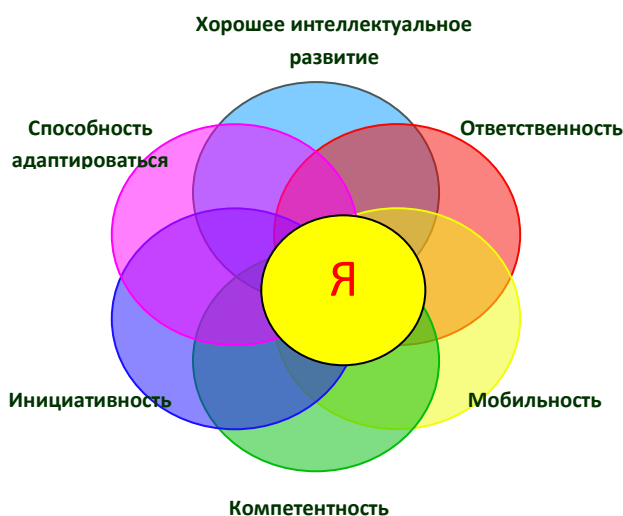 Хорошее интеллектуальное
развитие
Способность
адаптироваться
Ответственность
Я
Инициативность
Мобильность
Компетентность